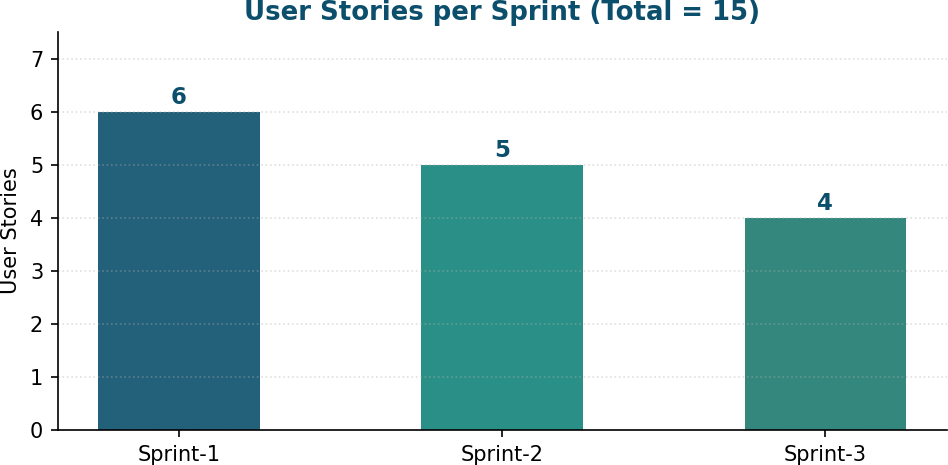 User Stories per Sprint (Total = 15)
User Stories
7
6
5
4
3
2
1
0
6
5
4
Sprint-1
Sprint-2
Sprint-3